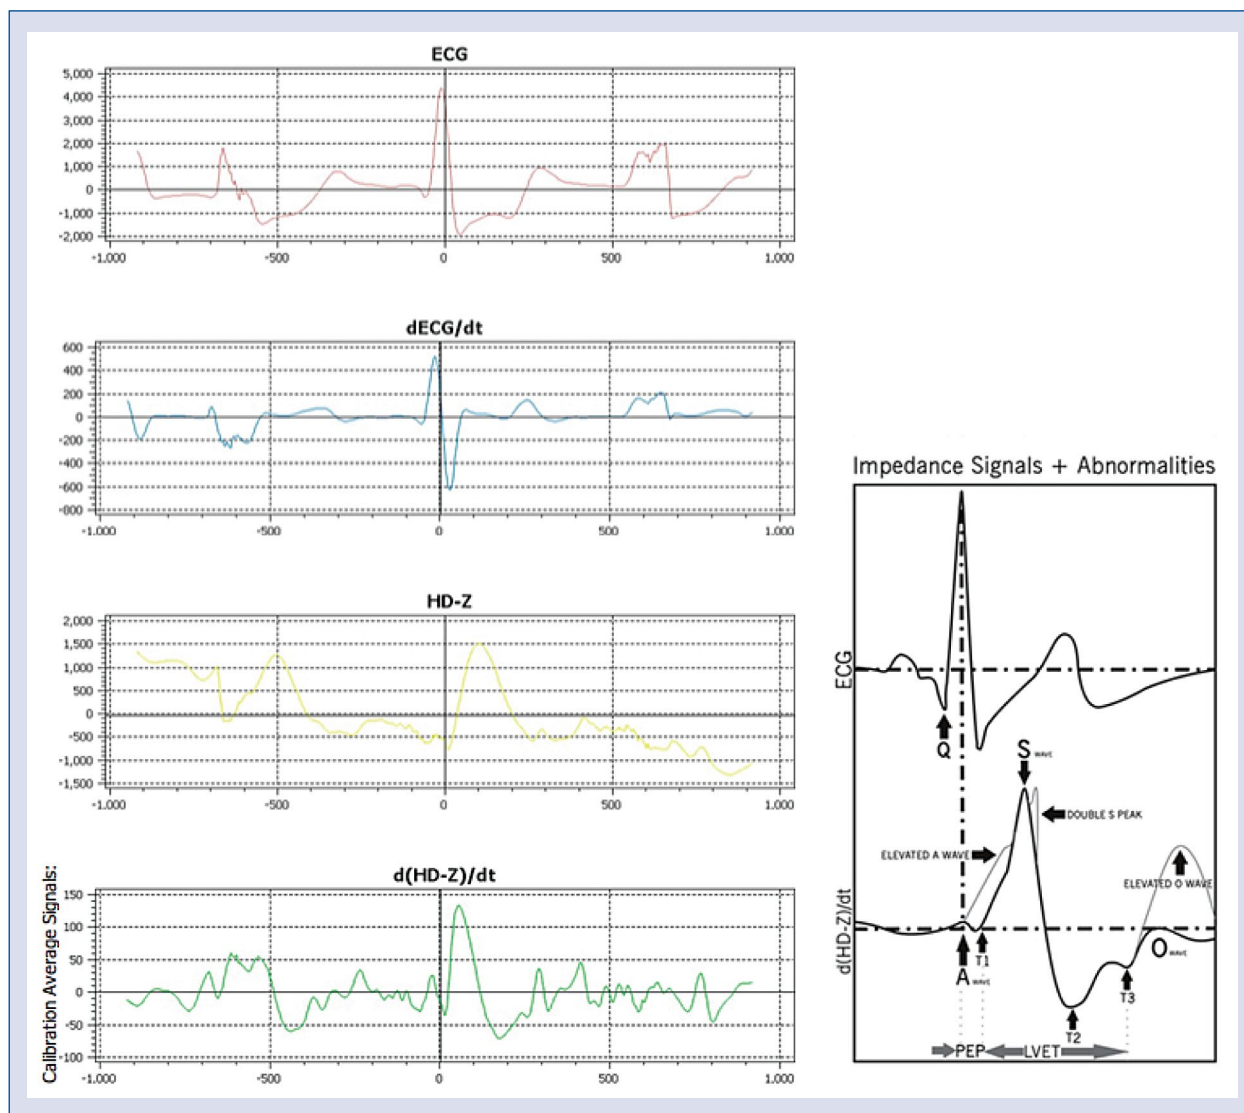 ECG
5,000
4,000
3,000
2,000
1,000
0
-1,000
-2,000
-1.000
-500
0
500
1.000
dECG/dt
600
400
200
0
-200
-400
-600
-800
-1.000
-500
0
500
1.000
HD-Z
2,000
1,500
1,000
500
0
-500
-1,000
-1,500
-1.000
-500
0
500
1.000
Calibration Average Signals:
d(HD-Z)/dt
150
100
50
0
-50
-100
-1.000
-500
0
500
1.000
Impedance Signals + Abnormalities
ECG
Q
S WAVE
DOUBLE S PEAK
ELEVATED A WAVE
ELEVATED O WAVE
d(HD-Z)/dt
A WAVE
T1
O WAVE
T3
T2
PEP
LVET